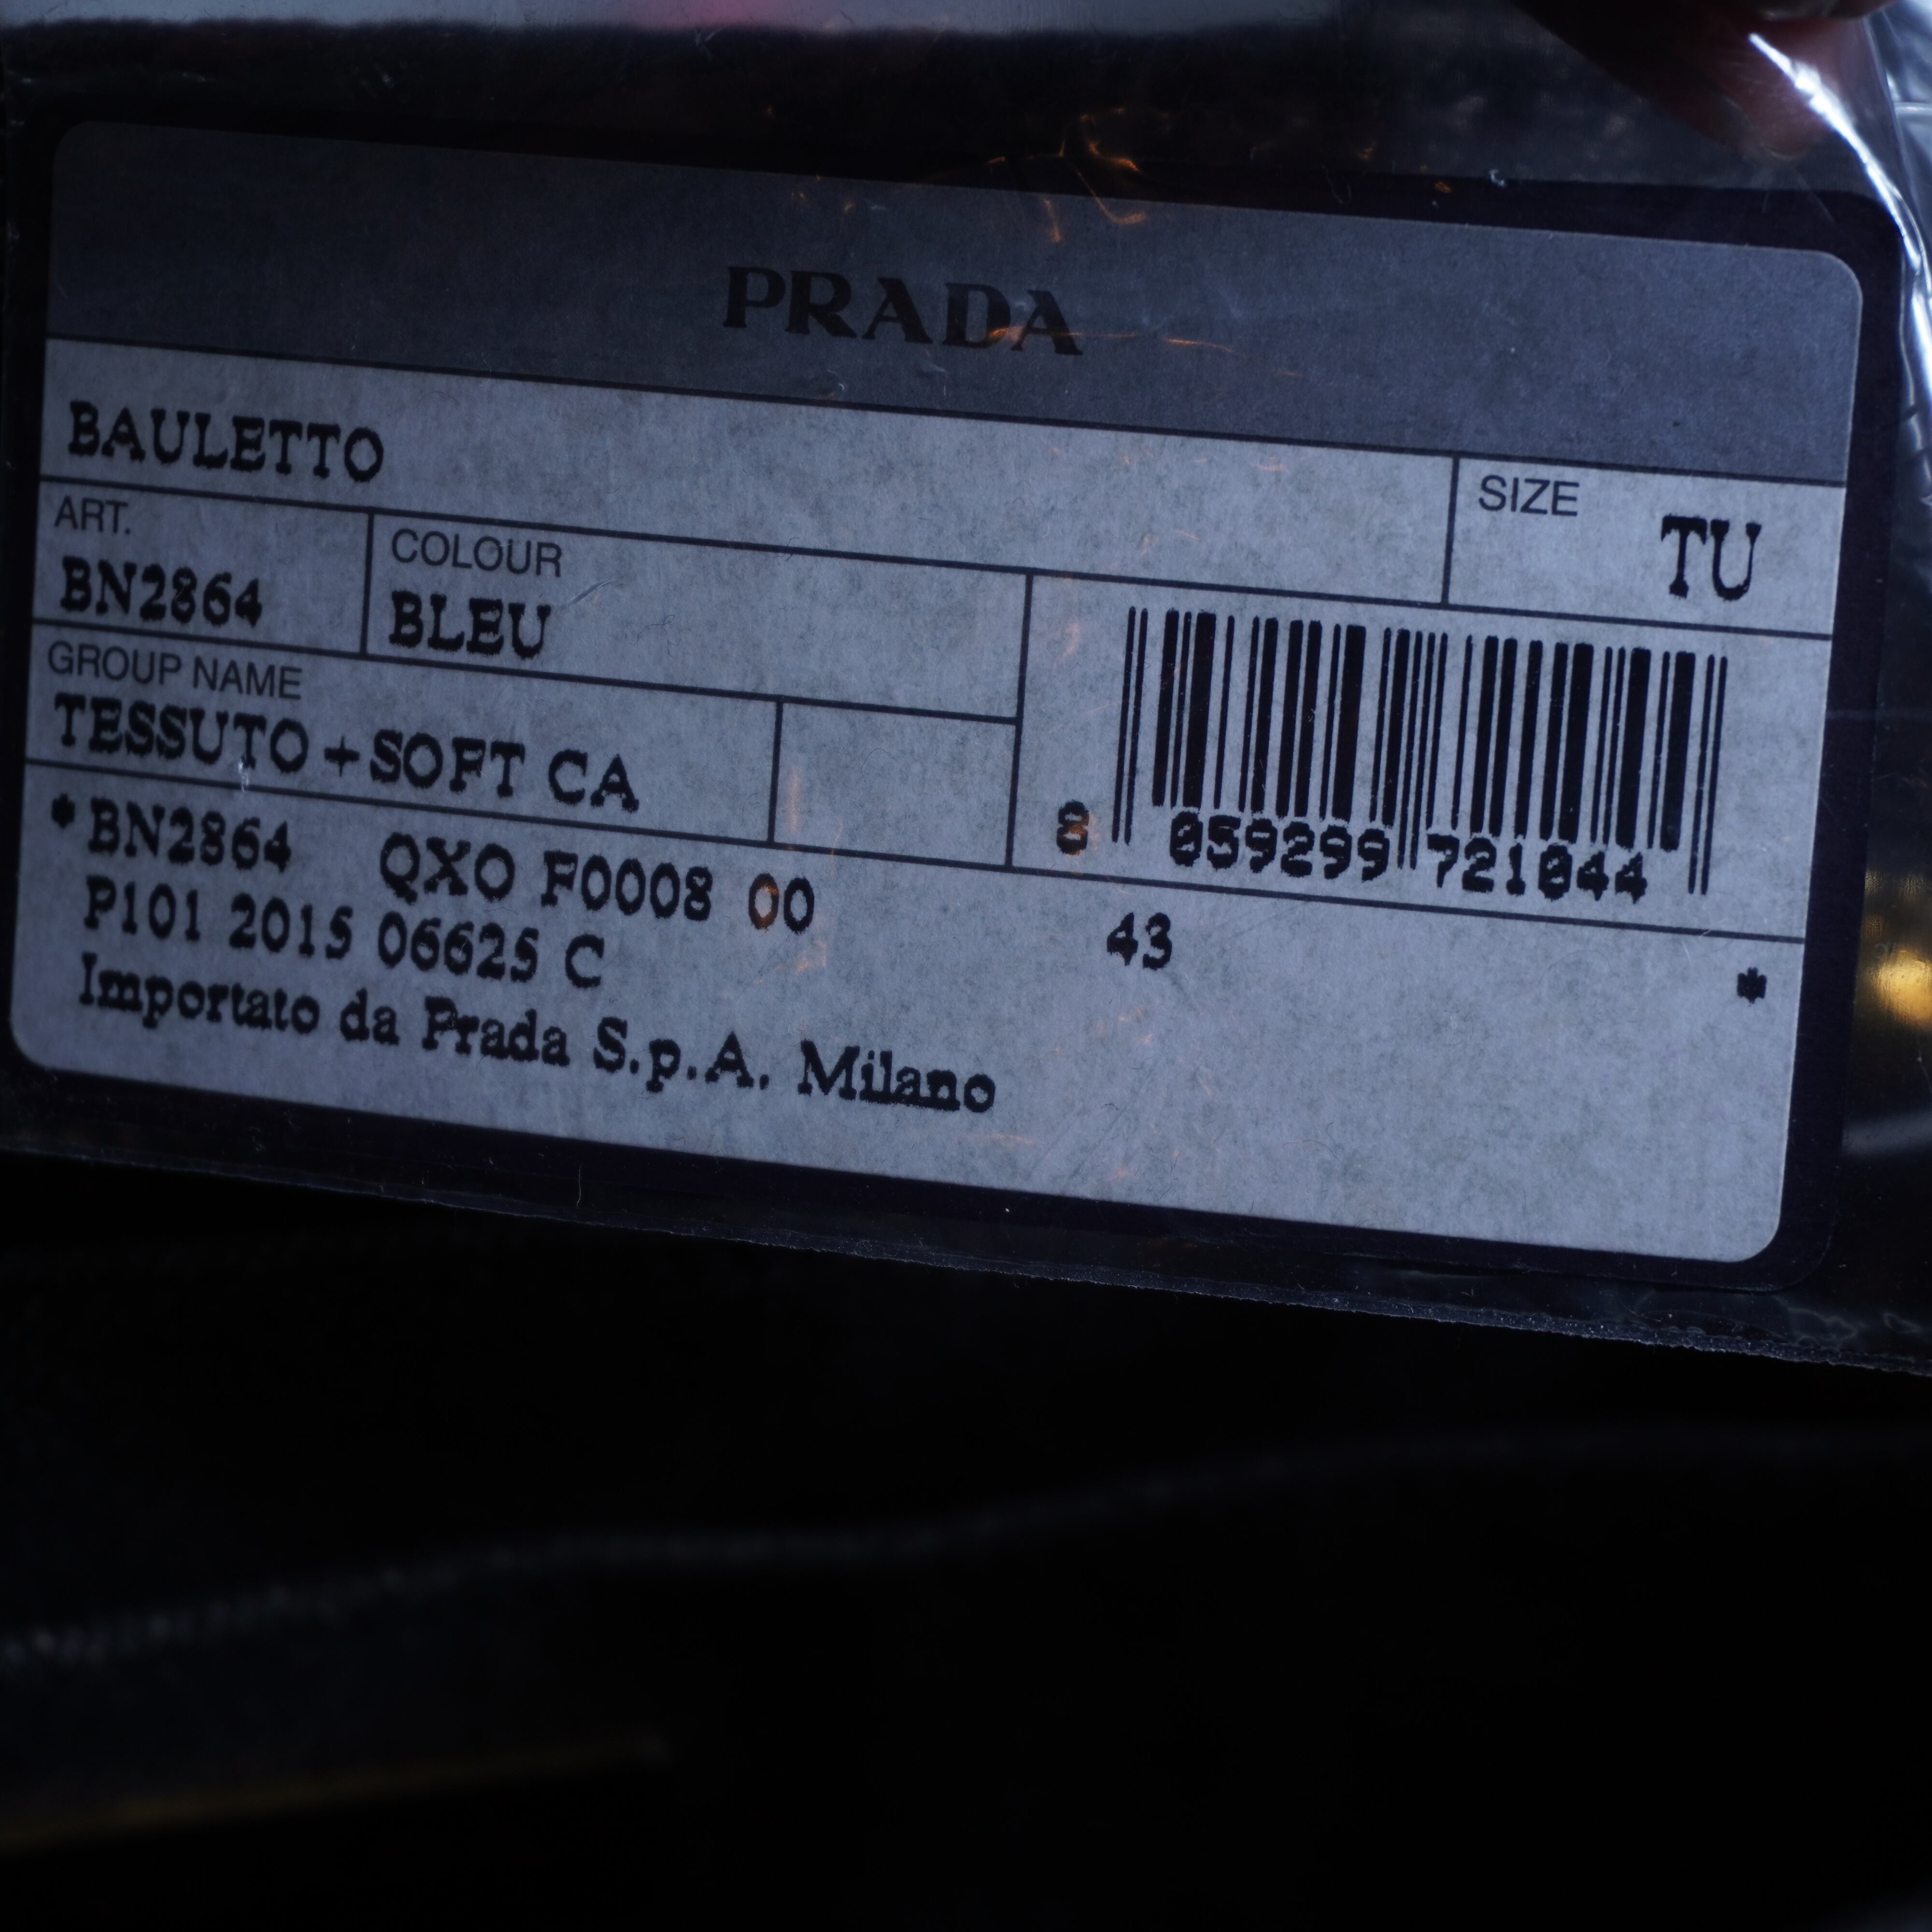 PRADA
BAULETTO
SIZE TU
ART.
BN2864
COLOUR
BLEU
GROUP NAME
TESSUTO +SOFT CA
8 059299 721044
*BN2864 QXO F0008 00 43 *
P101 2015 06625 C
Importato da Prada S.p.A. Milano